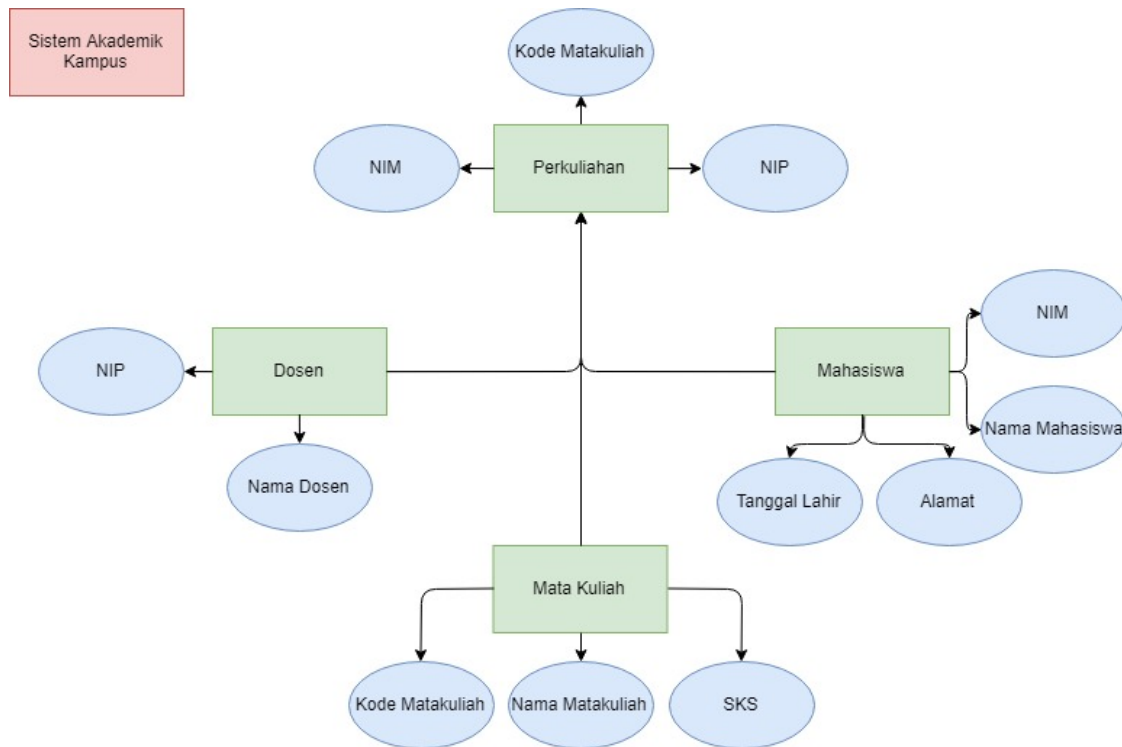 Sistem Akademik
Kampus
Kode Matakuliah
NIM
Perkuliahan
NIP
NIM
NIP
Dosen
Mahasiswa
Nama Mahasiswa
Nama Dosen
Tanggal Lahir
Alamat
Mata Kuliah
Kode Matakuliah
Nama Matakuliah
SKS